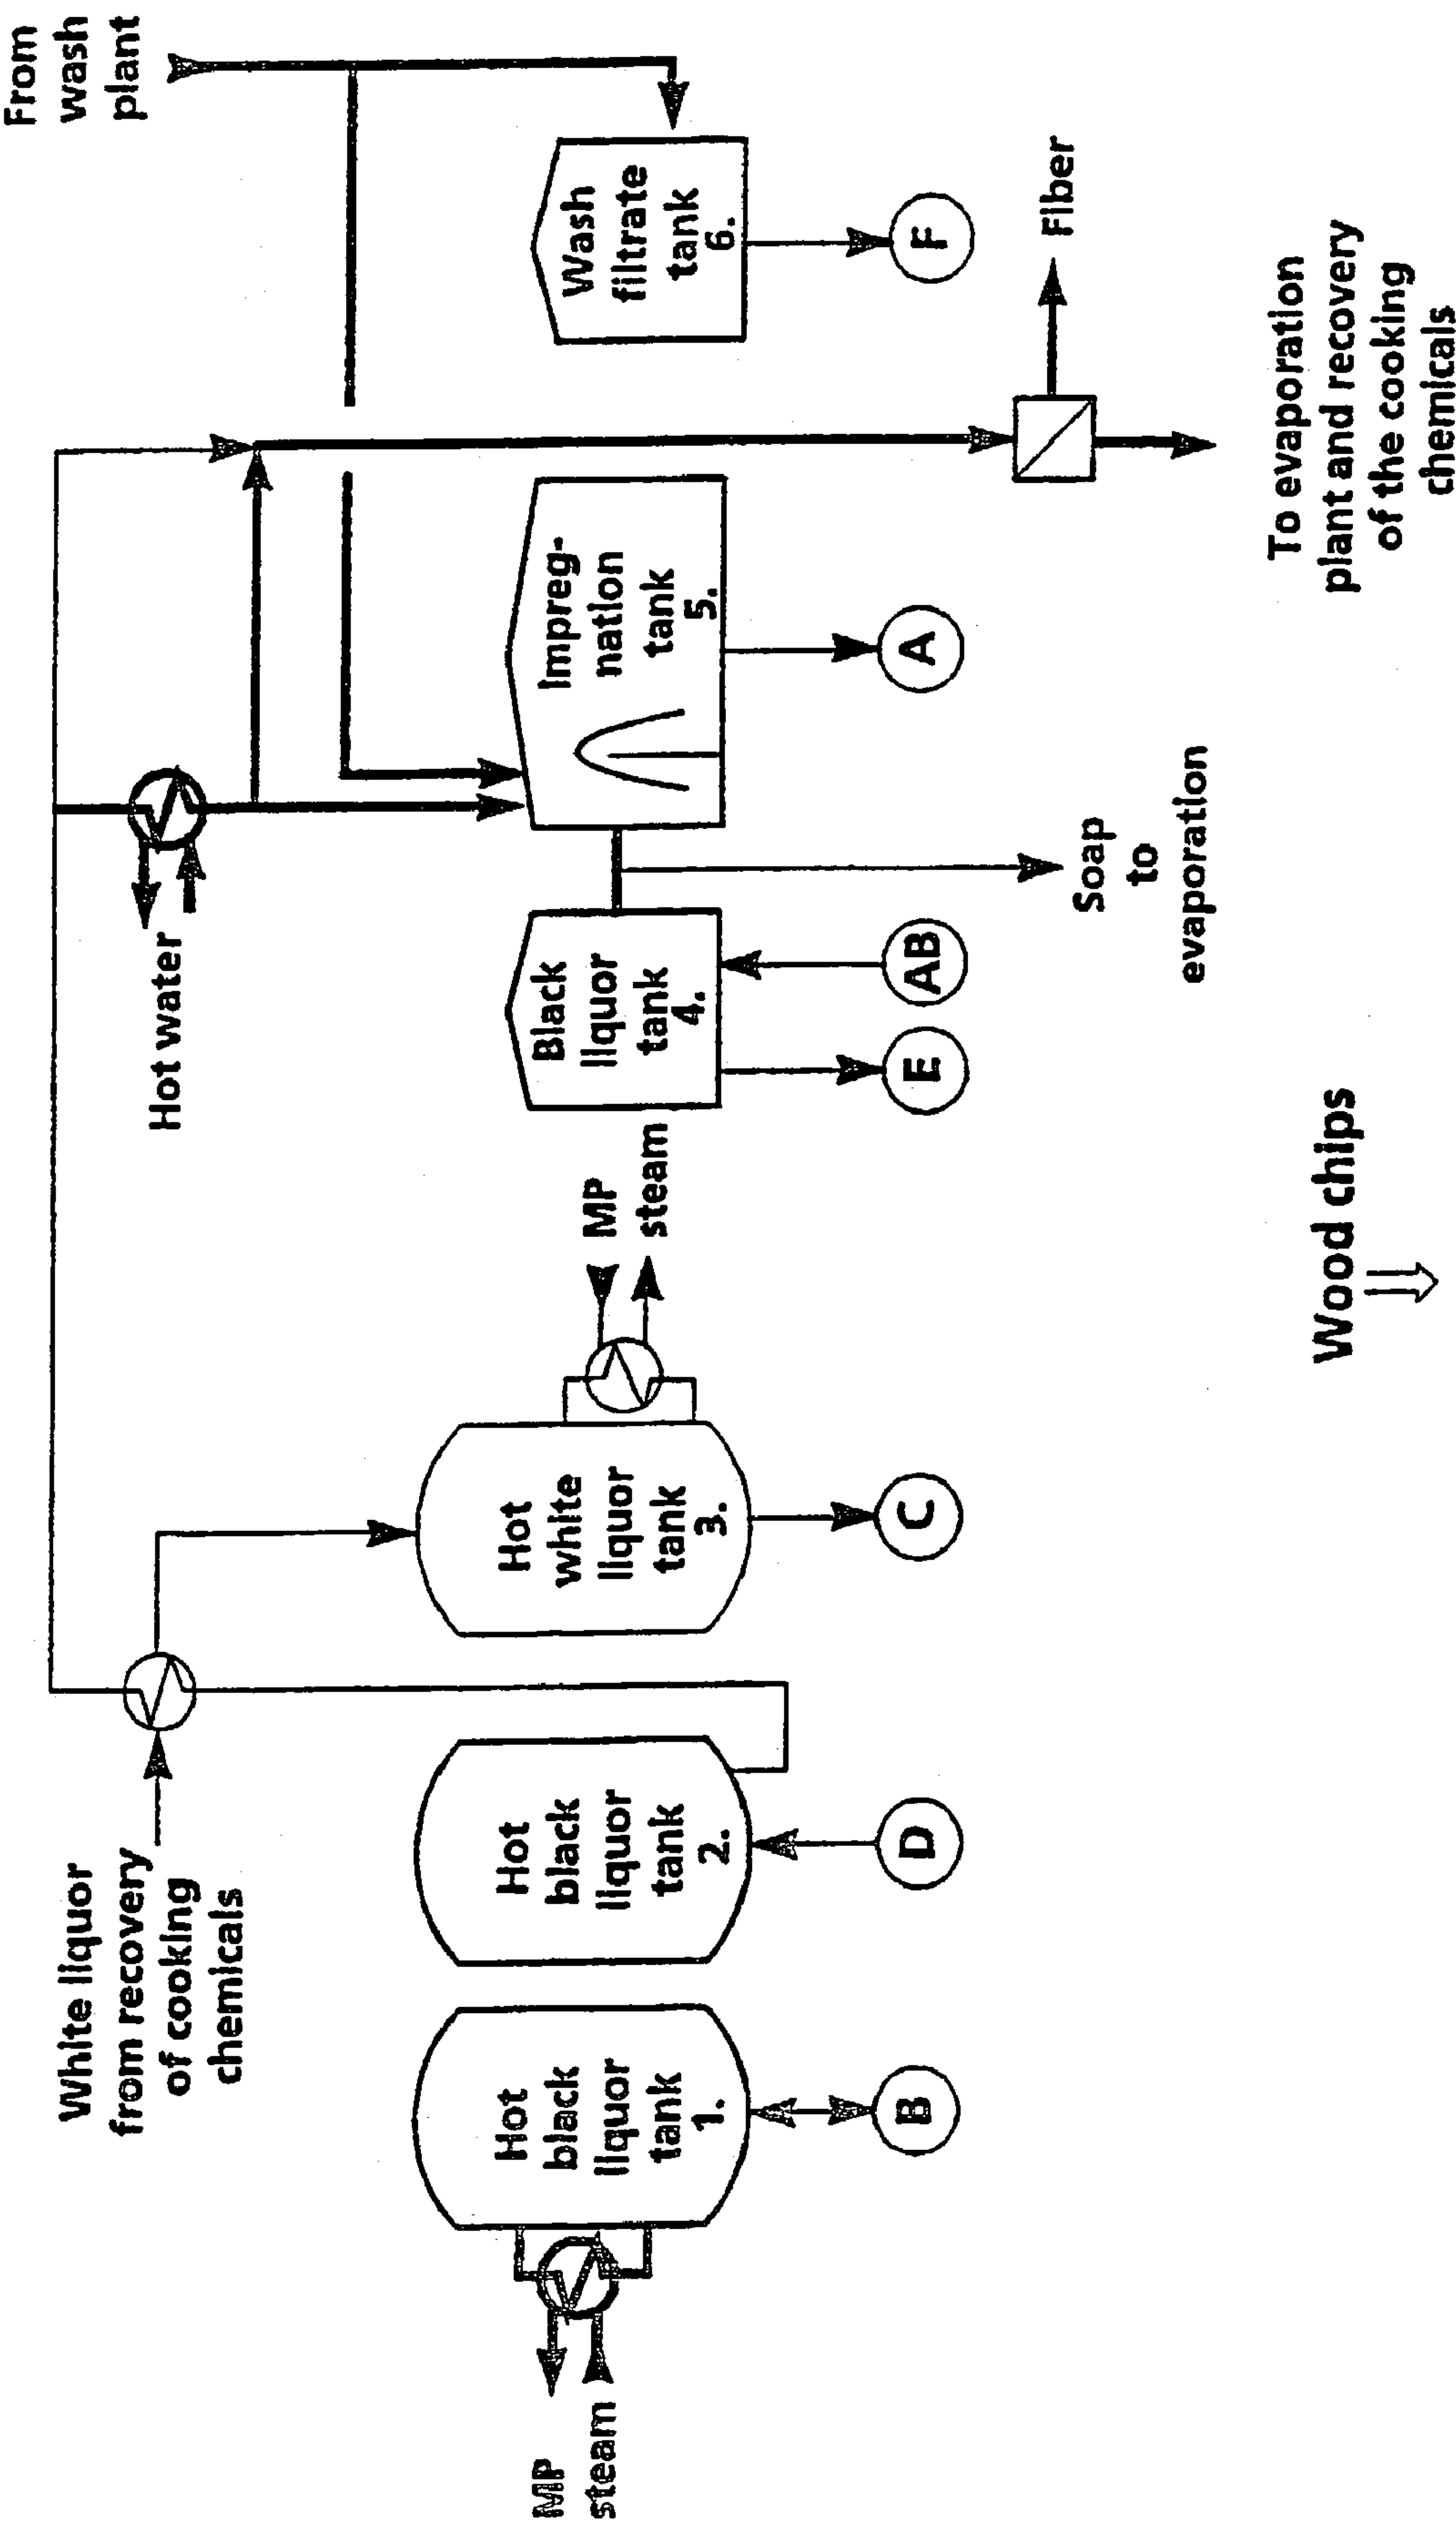 White liquor
from recovery
of cooking
chemicals
Hot water
From
wash
plant
MP
steam
Hot
black
liquor
tank
1.
Hot
black
liquor
tank
2.
Hot
white
liquor
tank
3.
MP
steam
Black
liquor
tank
4.
Impreg-
nation
tank
5.
Wash
filtrate
tank
6.
B
D
C
E
AB
A
F
Soap
to
evaporation
Fiber
Wood chips
To evaporation
plant and recovery
of the cooking
chemicals